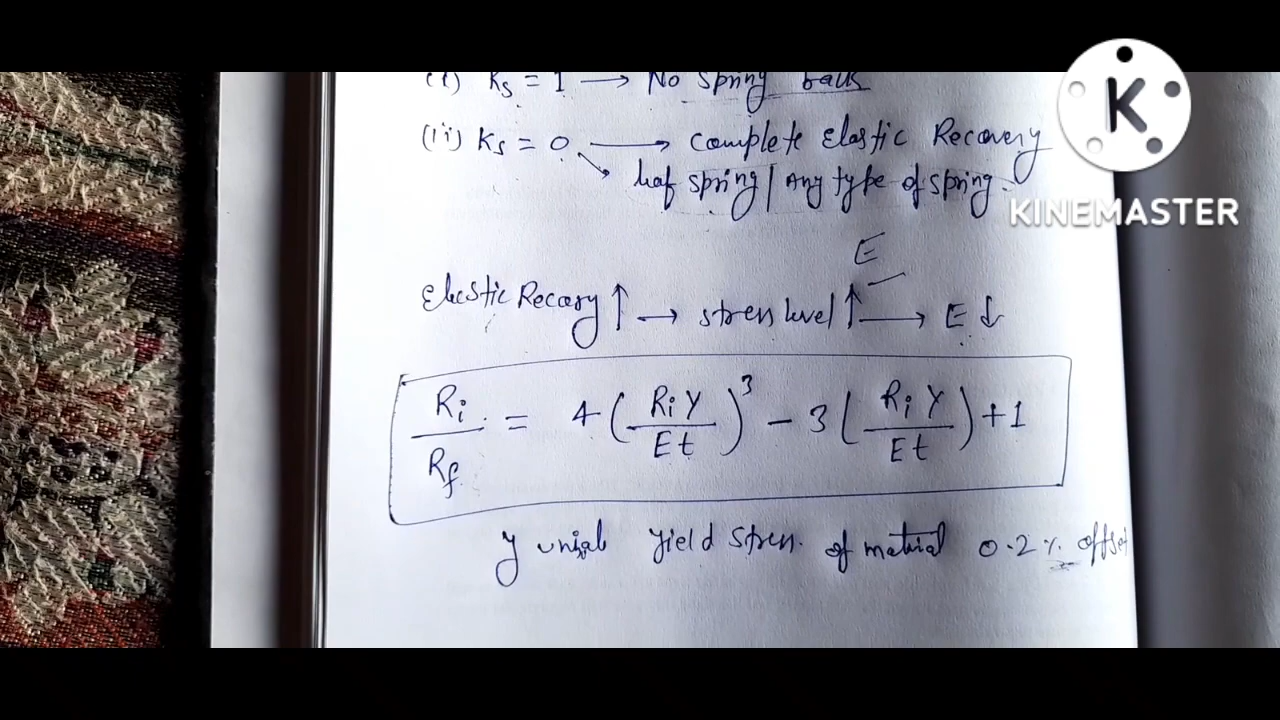 (i) Ks = 1 → No Spring back
(ii) Ks = 0 → Complete Elastic Recovery
leaf spring / Any type of spring
K
KINEMASTER
E
Elastic Recovery ↑ → stress level ↑ → E ↓
Ri/Rf = 4(RiY/Et)³ − 3(RiY/Et) + 1
Yield stress. of material 0.2% offset